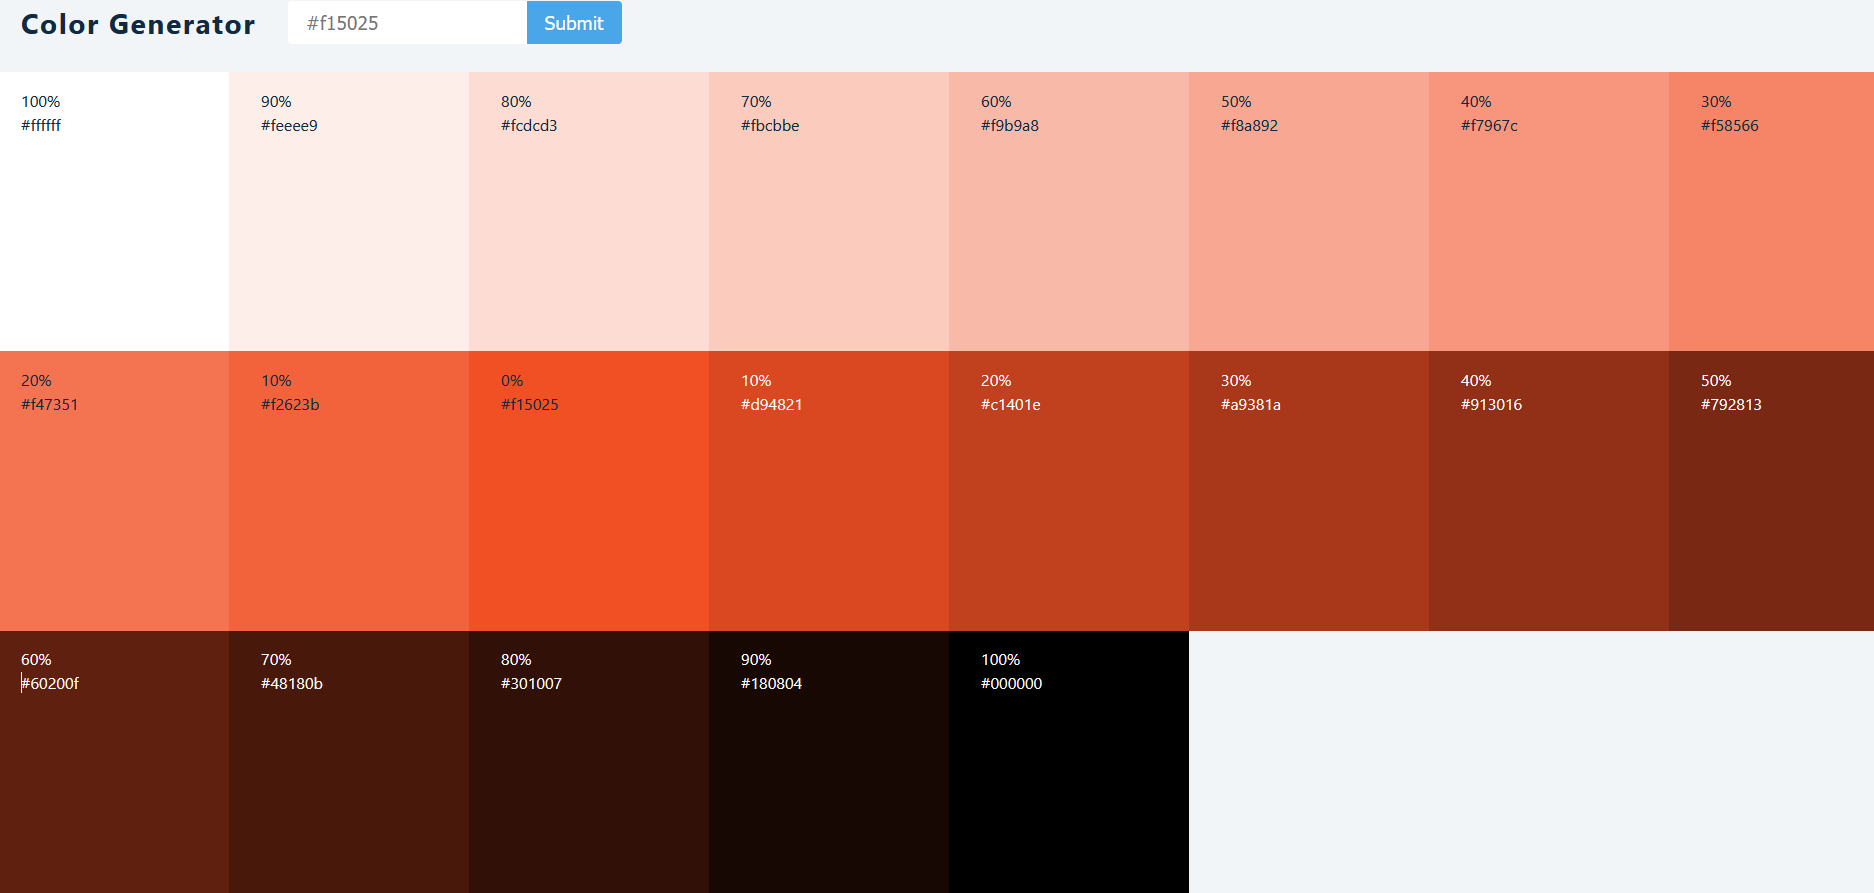 Color Generator
#f15025
Submit
100%
#ffffff
90%
#feeee9
80%
#fcdcd3
70%
#fbcbbe
60%
#f9b9a8
50%
#f8a892
40%
#f7967c
30%
#f58566
20%
#f47351
10%
#f2623b
0%
#f15025
10%
#d94821
20%
#c1401e
30%
#a9381a
40%
#913016
50%
#792813
60%
#60200f
70%
#48180b
80%
#301007
90%
#180804
100%
#000000